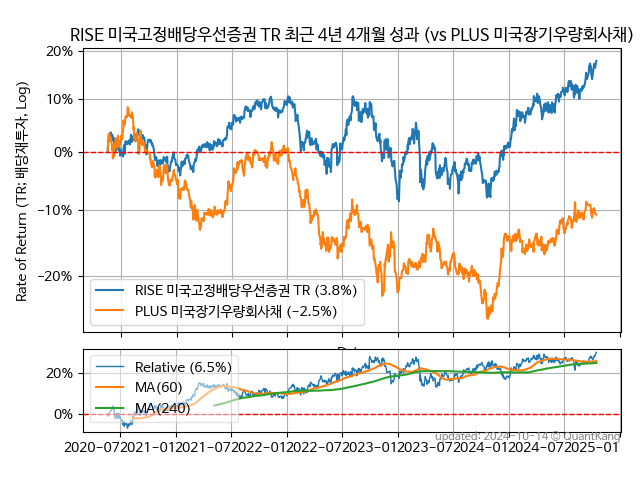 RISE 미국고정배당우선증권 TR 최근 4년 4개월 성과 (vs PLUS 미국장기우량회사채)
Rate of Return (TR: 배당재투자, Log)
20%
10%
0%
−10%
−20%
RISE 미국고정배당우선증권 TR (3.8%)
PLUS 미국장기우량회사채 (−2.5%)
20%
0%
Relative (6.5%)
MA(60)
MA(240)
updated: 2024-10-14 © QuantKang
2020-07 2021-01 2021-07 2022-01 2022-07 2023-01 2023-07 2024-01 2024-07 2025-01